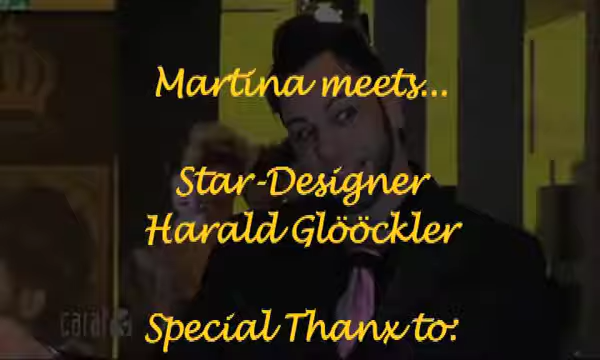 Martina meets...
Star-Designer
Harald Glööckler
Special Thanx to: